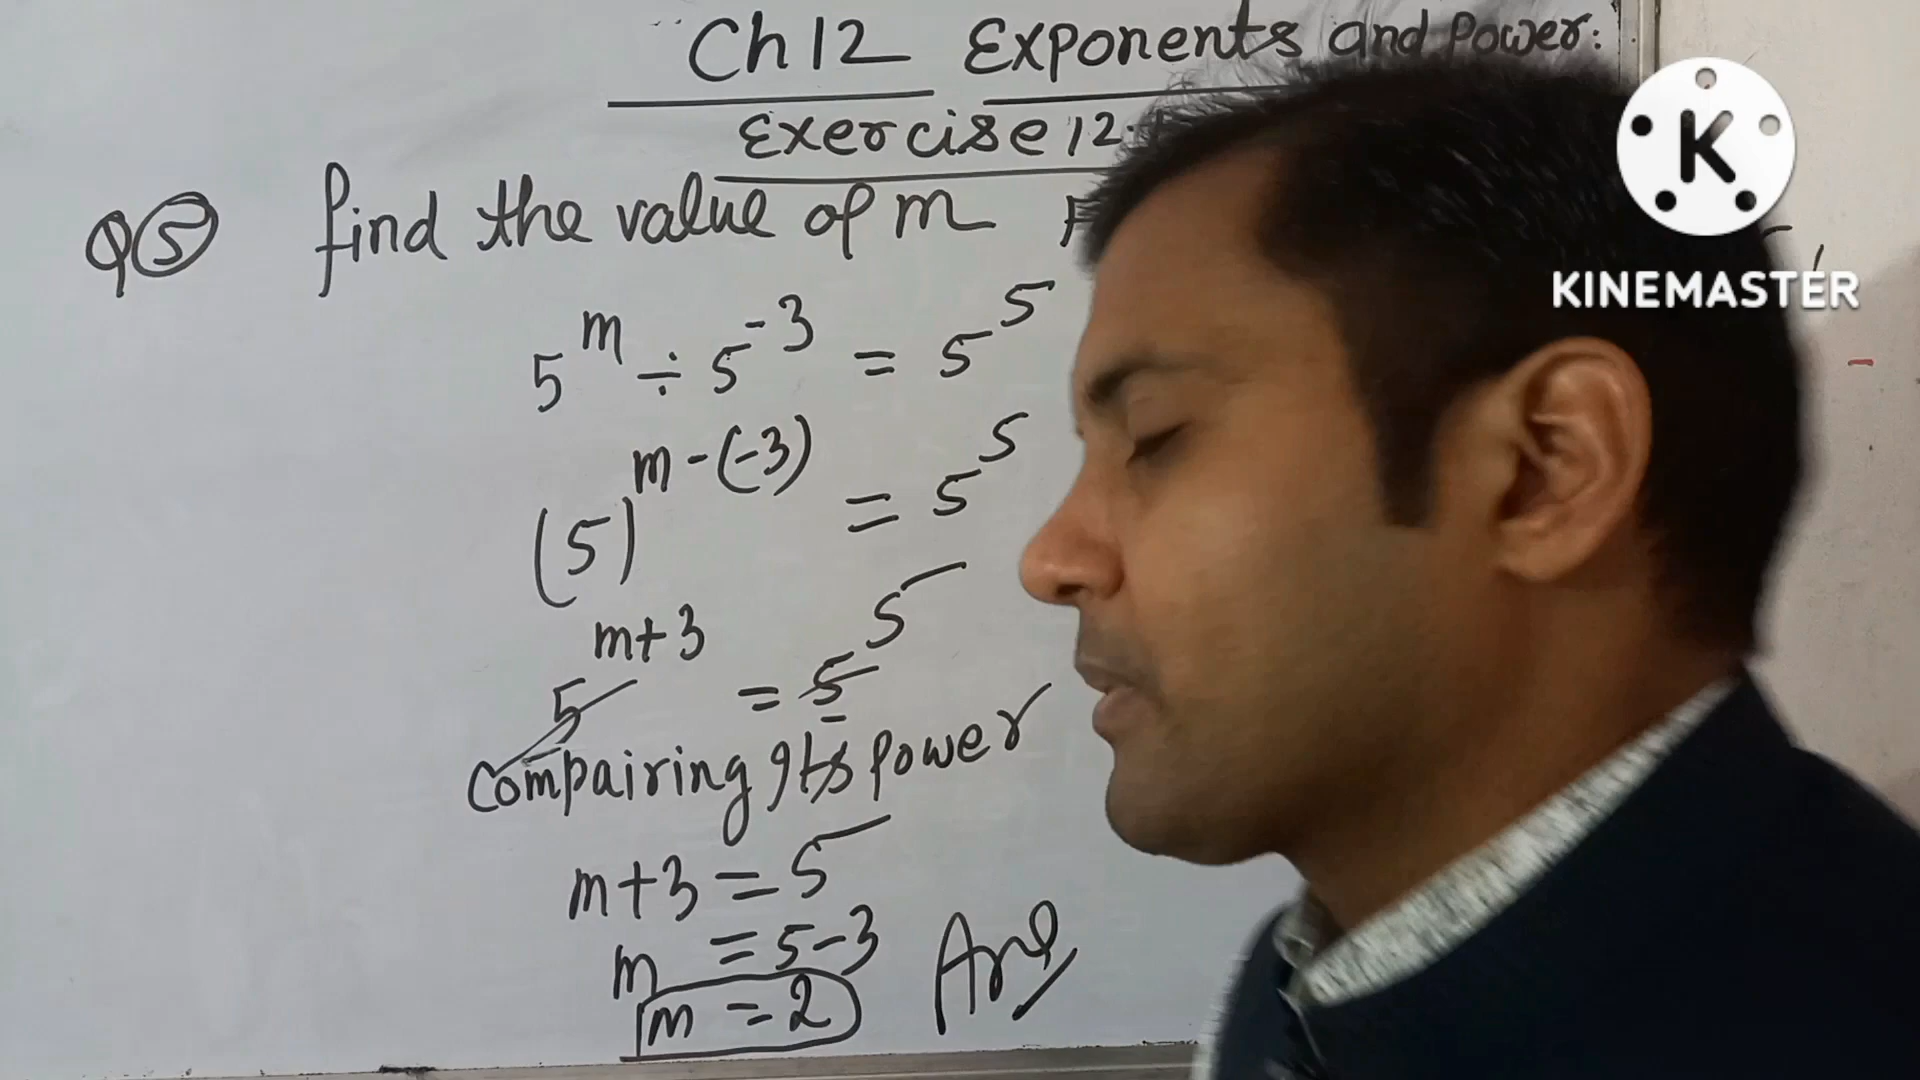 Ch 12 Exponents and Power:
Exercise 12.
Q5 find the value of m
5^m ÷ 5^-3 = 5^5
(5)^m-(-3) = 5^5
5^m+3 = 5^5
Compairing Its power
m+3 = 5
m = 5-3
m = 2 Ans
K
KINEMASTER